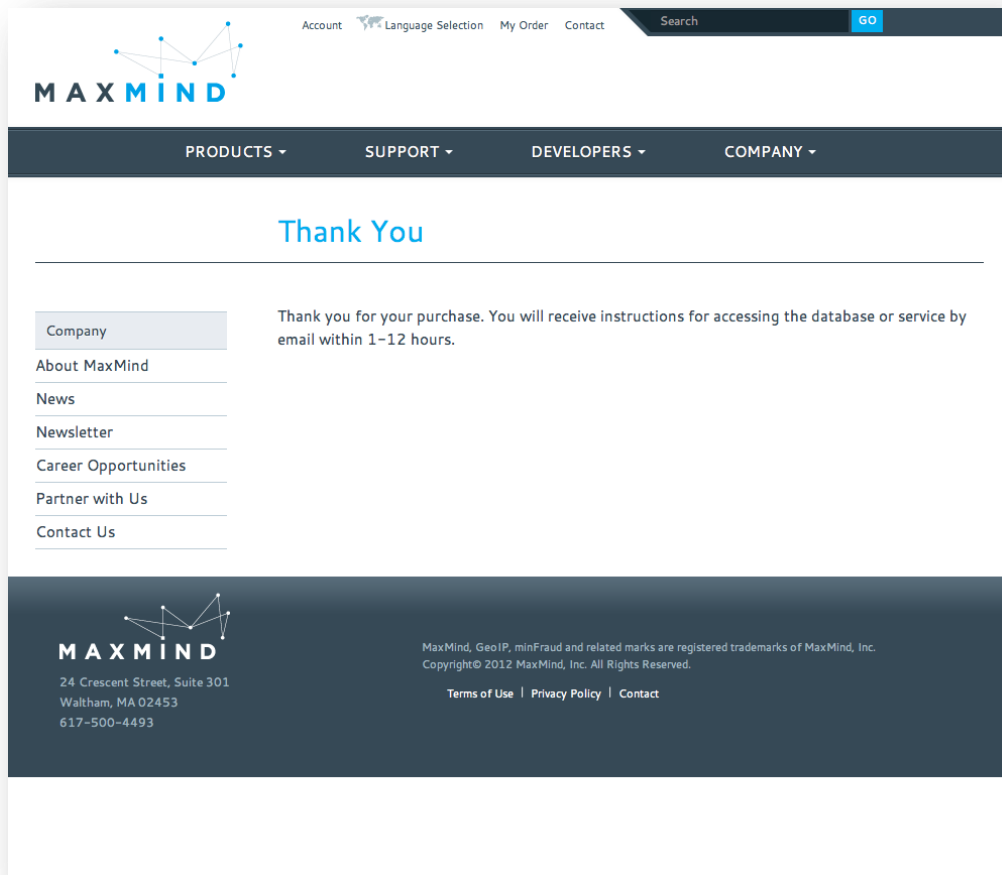 Account Language Selection My Order Contact Search GO
MAXMIND
PRODUCTS SUPPORT DEVELOPERS COMPANY
Thank You
Company
About MaxMind
News
Newsletter
Career Opportunities
Partner with Us
Contact Us
Thank you for your purchase. You will receive instructions for accessing the database or service by
email within 1-12 hours.
MAXMIND
24 Crescent Street, Suite 301
Waltham, MA 02453
617-500-4493
MaxMind, GeoIP, minFraud and related marks are registered trademarks of MaxMind, Inc.
Copyright© 2012 MaxMind, Inc. All Rights Reserved.
Terms of Use | Privacy Policy | Contact